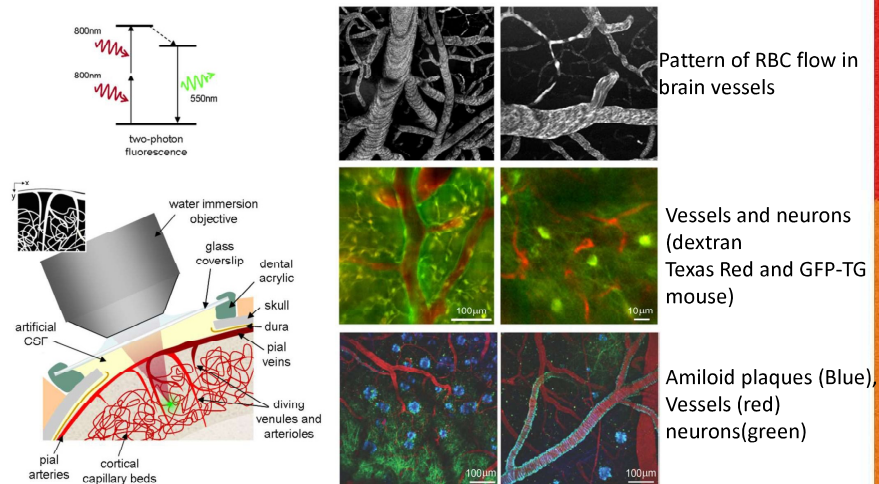 800nm
800nm
550nm
two-photon
fluorescence
y
x
water immersion
objective
glass
coverslip
dental
acrylic
skull
dura
pial
veins
artificial
CSF
diving
venules and
arterioles
pial
arteries
cortical
capillary beds
Pattern of RBC flow in
brain vessels
100µm
10µm
Vessels and neurons
(dextran
Texas Red and GFP-TG
mouse)
100µm
100µm
Amiloid plaques (Blue),
Vessels (red)
neurons(green)